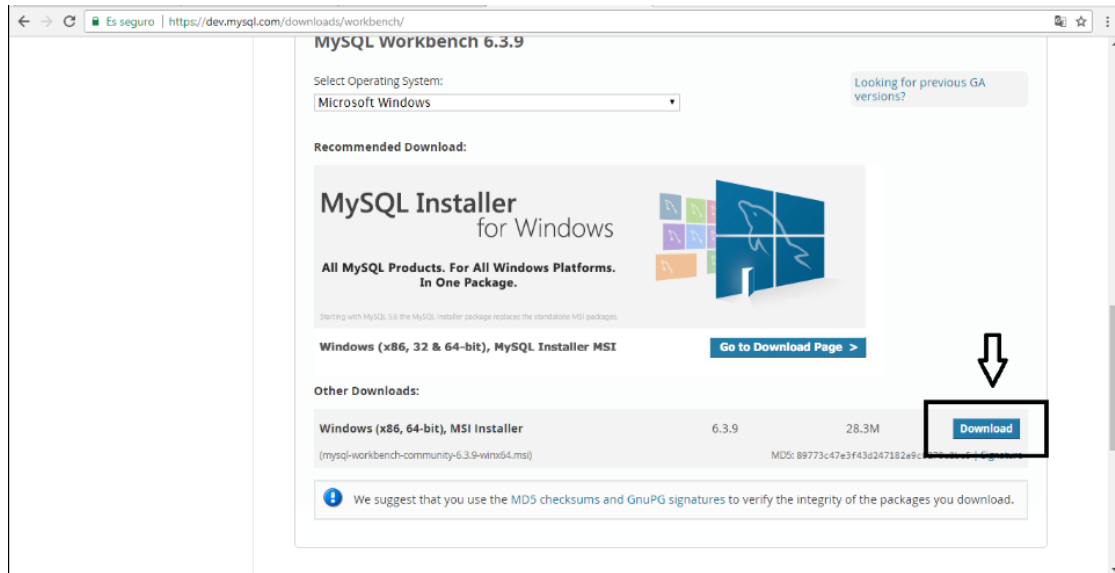 Es seguro | https://dev.mysql.com/downloads/workbench/
MySQL Workbench 6.3.9
Select Operating System:
Looking for previous GA
versions?
Microsoft Windows
Recommended Download:
MySQL Installer
for Windows
All MySQL Products. For All Windows Platforms.
In One Package.
Starting with MySQL 5.6 the MySQL Installer package replaces the standalone MSI packages.
Windows (x86, 32 & 64-bit), MySQL Installer MSI
Go to Download Page >
Other Downloads:
Windows (x86, 64-bit), MSI Installer 6.3.9 28.3M Download
(mysql-workbench-community-6.3.9-winx64.msi) MD5: | Signature
We suggest that you use the MD5 checksums and GnuPG signatures to verify the integrity of the packages you download.